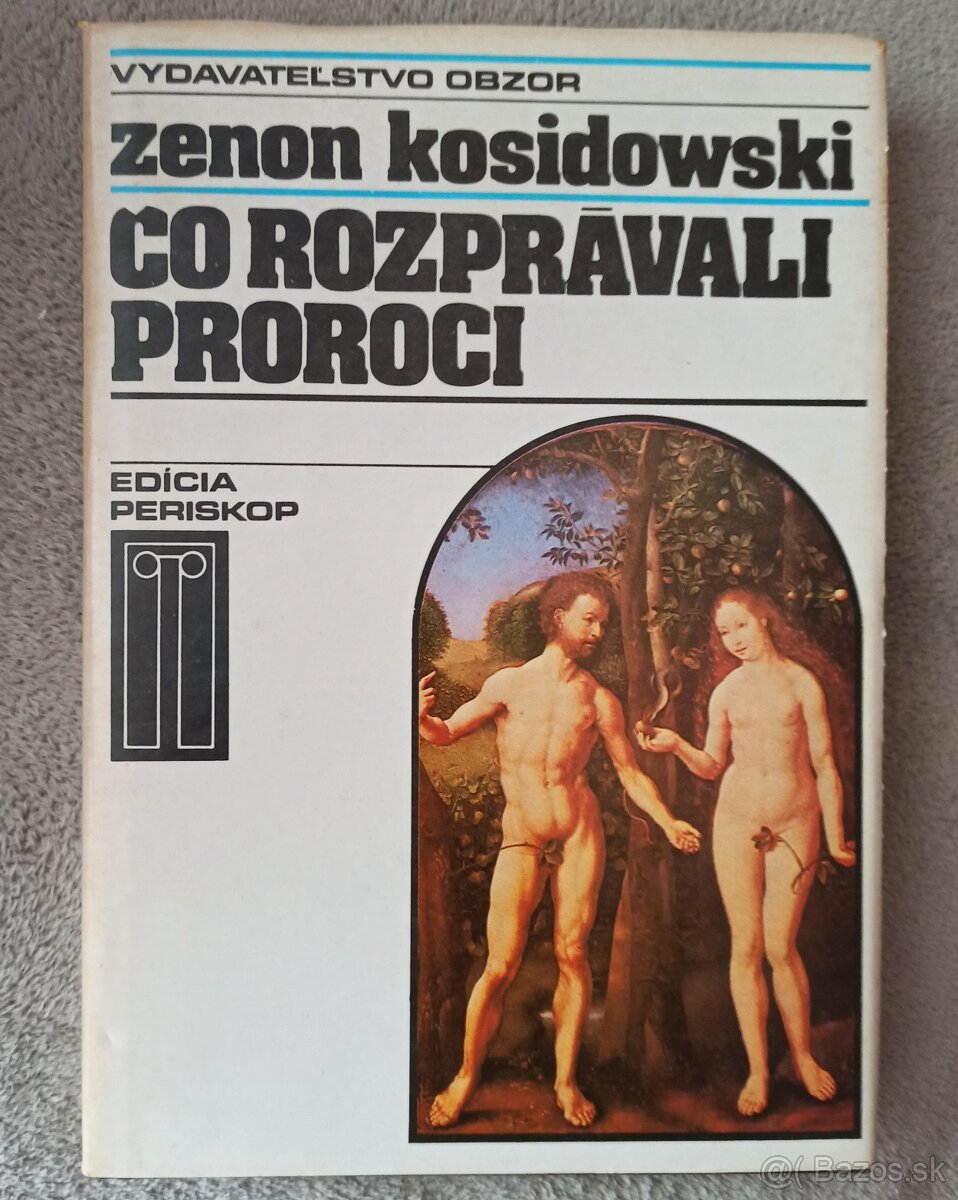 VYDAVATEĽSTVO OBZOR
zenon kosidowski
ČO ROZPRÁVALI
PROROCI
EDÍCIA
PERISKOP
@( Bazos.sk